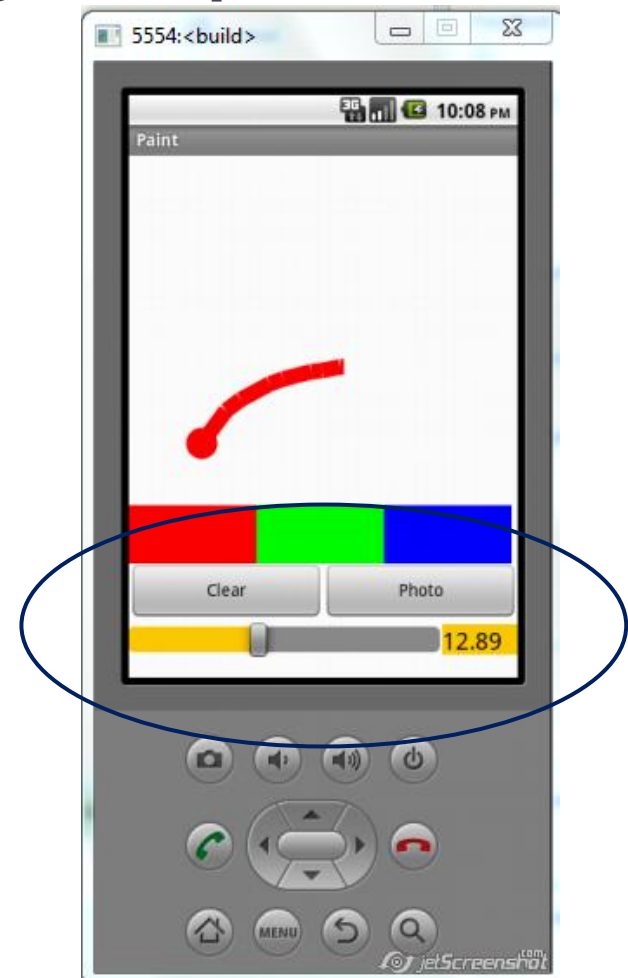 5554:<build>
3G 10:08 PM
Paint
Clear Photo
12.89
MENU
jetScreenshot.com